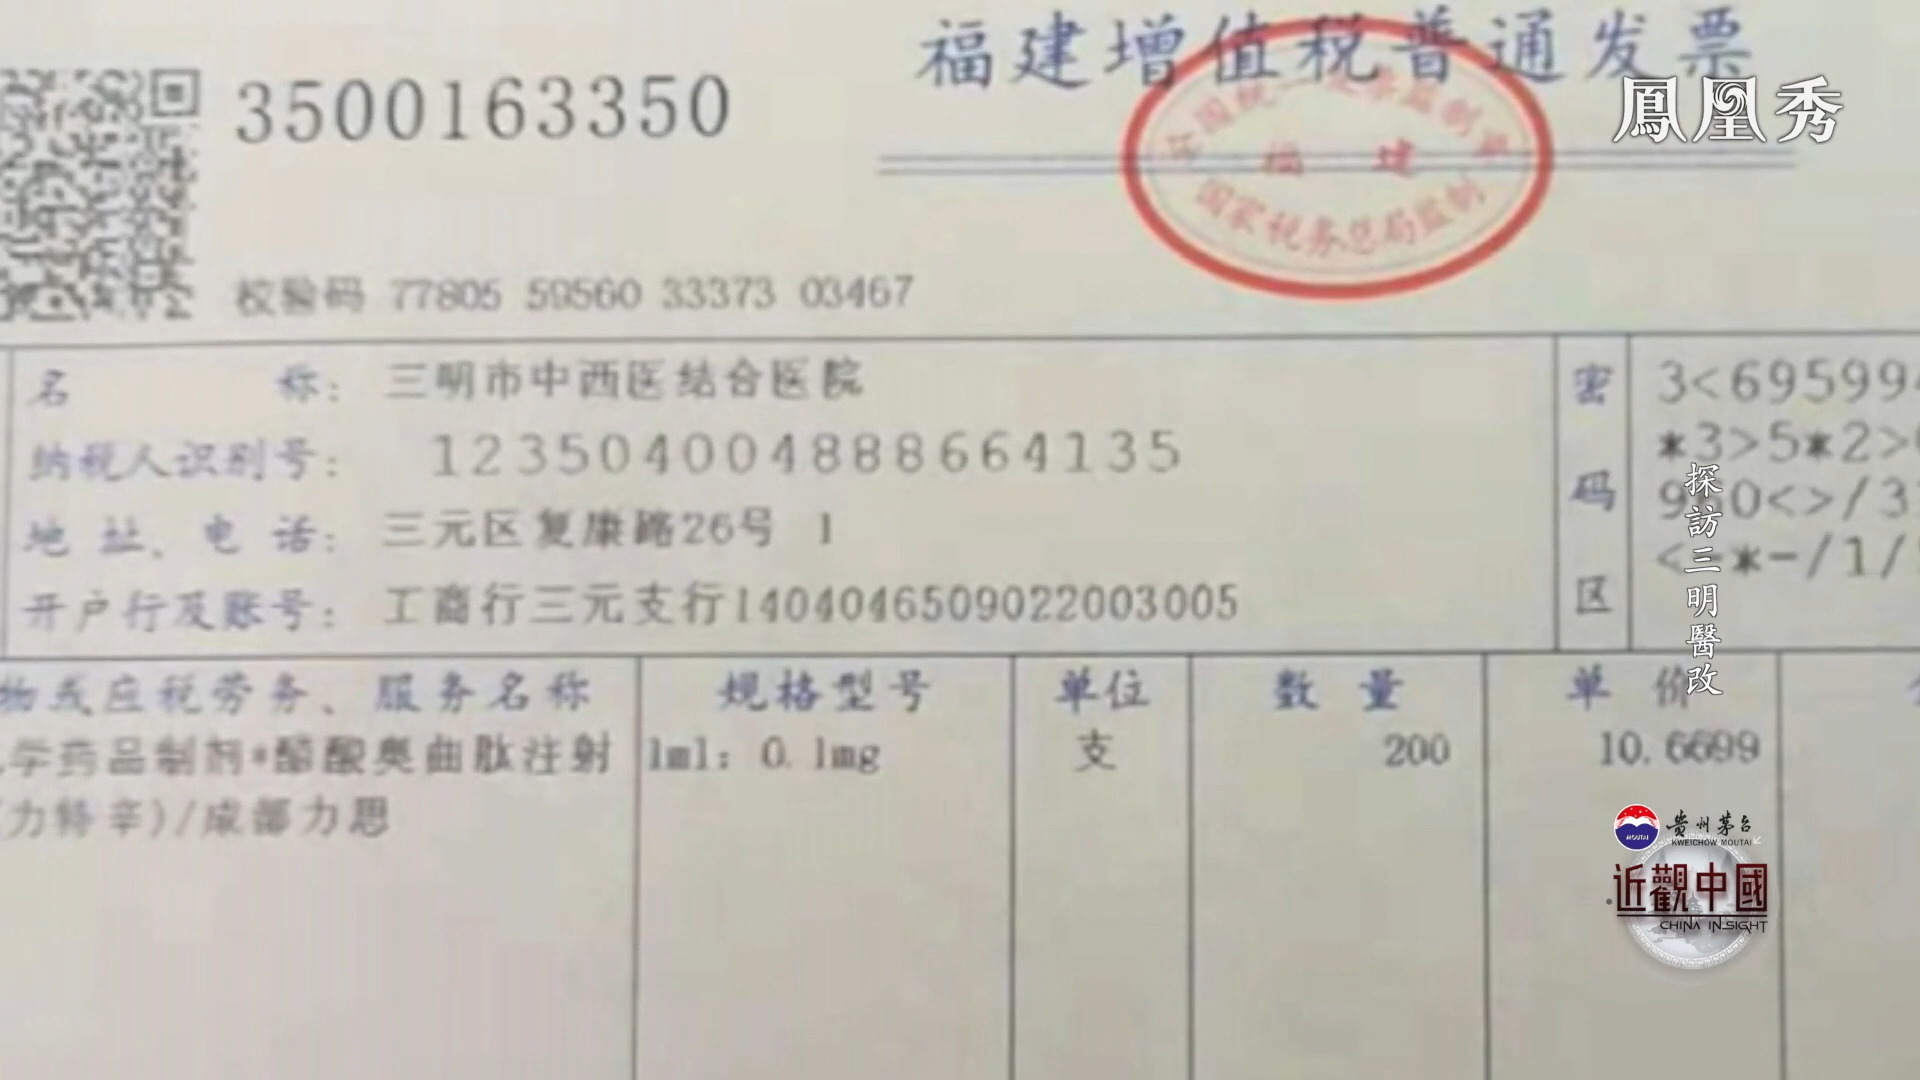 福建增值税普通发票
鳳凰秀
3500163350
全国统一发票监制章
福建
国家税务总局监制
校验码 77805 59560 33373 03467
名称: 三明市中西医结合医院
纳税人识别号: 123504004888664135
地址、电话: 三元区复康路26号 1
开户行及账号: 工商行三元支行1404046509022003005
密码区
3<695994
*3>5*2>
0<>/3
*-/1/
探訪三明醫改
物或应税劳务、服务名称 规格型号 单位 数量 单价
学药品制剂*醋酸奥曲肽注射 1ml: 0.1mg 支 200 10.6699
(力特辛)/成都力思
MOUTAI
贵州茅台
KWEICHOW MOUTAI
近觀中國
CHINA INSIGHT